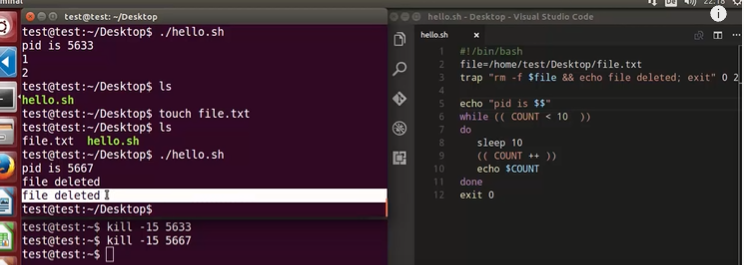 minal
22:18
test@test: ~/Desktop
test@test:~/Desktop$ ./hello.sh
pid is 5633
1
2
test@test:~/Desktop$ ls
hello.sh
test@test:~/Desktop$ touch file.txt
test@test:~/Desktop$ ls
file.txt hello.sh
test@test:~/Desktop$ ./hello.sh
pid is 5667
file deleted
file deleted
test@test:~/Desktop$
test@test:~$ kill -15 5633
test@test:~$ kill -15 5667
test@test:~$
hello.sh - Desktop - Visual Studio Code
hello.sh
1 #!/bin/bash
2 file=/home/test/Desktop/file.txt
3 trap "rm -f $file && echo file deleted; exit" 0 2
4
5 echo "pid is $$"
6 while (( COUNT < 10 ))
7 do
8 sleep 10
9 (( COUNT ++ ))
10 echo $COUNT
11 done
12 exit 0